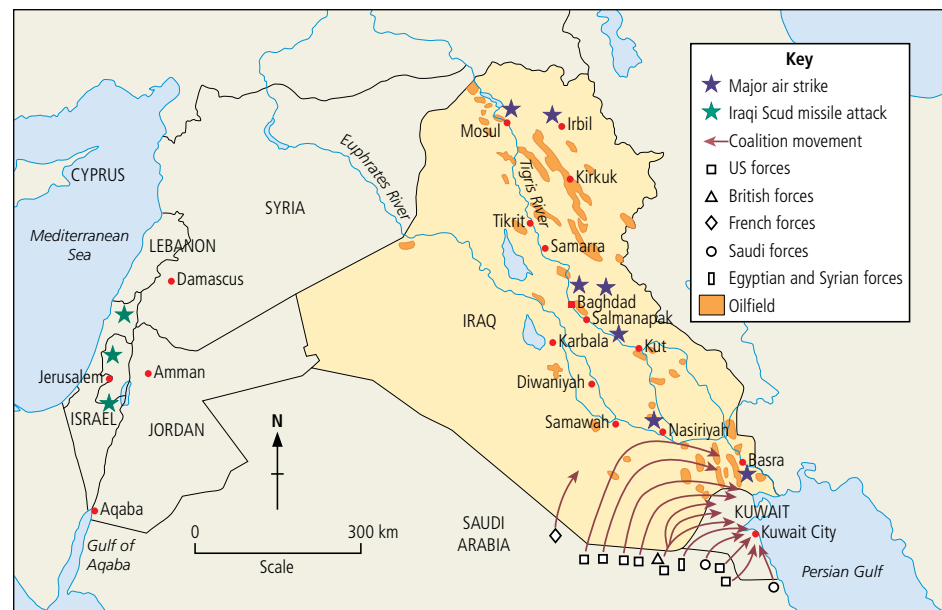 Key
Major air strike
Iraqi Scud missile attack
Coalition movement
US forces
British forces
French forces
Saudi forces
Egyptian and Syrian forces
Oilfield
Mosul
Irbil
Kirkuk
Tigris River
Euphrates River
CYPRUS
SYRIA
Tikrit
Mediterranean
Sea
LEBANON
Samarra
Damascus
Baghdad
IRAQ
Salmanapak
Karbala
Kut
Jerusalem
Amman
Diwaniyah
ISRAEL
JORDAN
Samawah
Nasiriyah
N
Basra
Aqaba
KUWAIT
0
300 km
SAUDI
ARABIA
Kuwait City
Gulf of
Aqaba
Scale
Persian Gulf